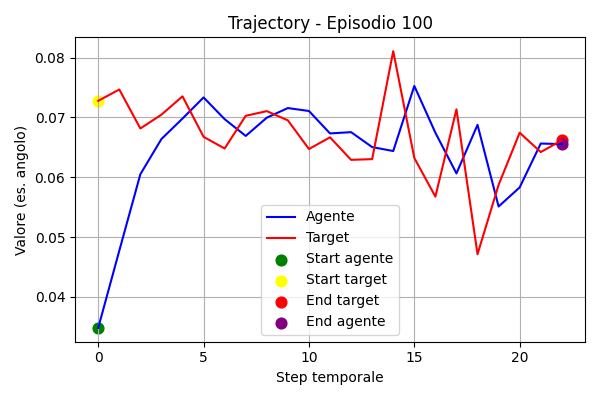 Trajectory - Episodio 100
Valore (es. angolo)
0.08
0.07
0.06
0.05
0.04
Agente
Target
Start agente
Start target
End target
End agente
0
5
10
15
20
Step temporale